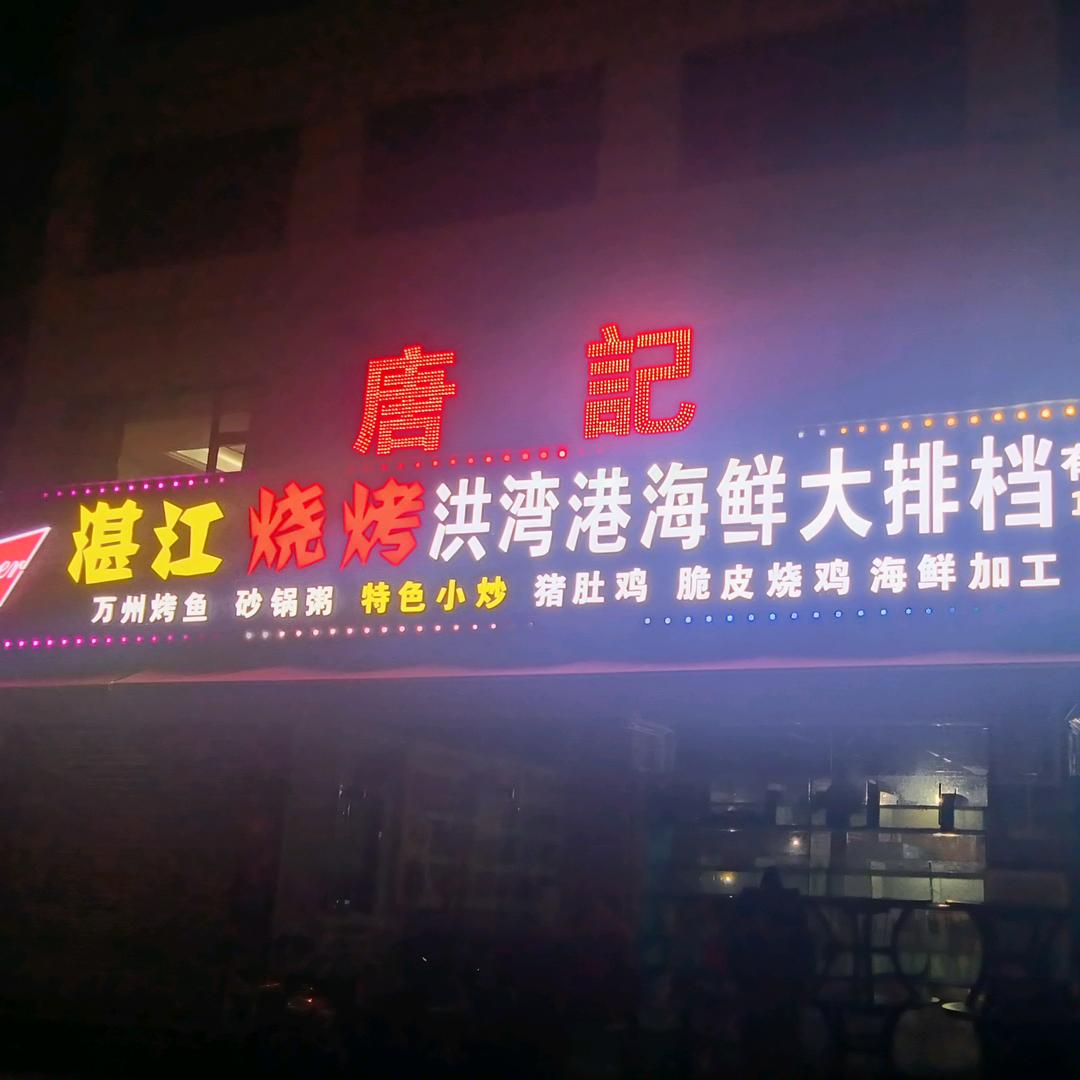 唐記
湛江烧烤洪湾港海鲜大排档
万州烤鱼 砂锅粥 特色小炒 猪肚鸡 脆皮烧鸡 海鲜加工